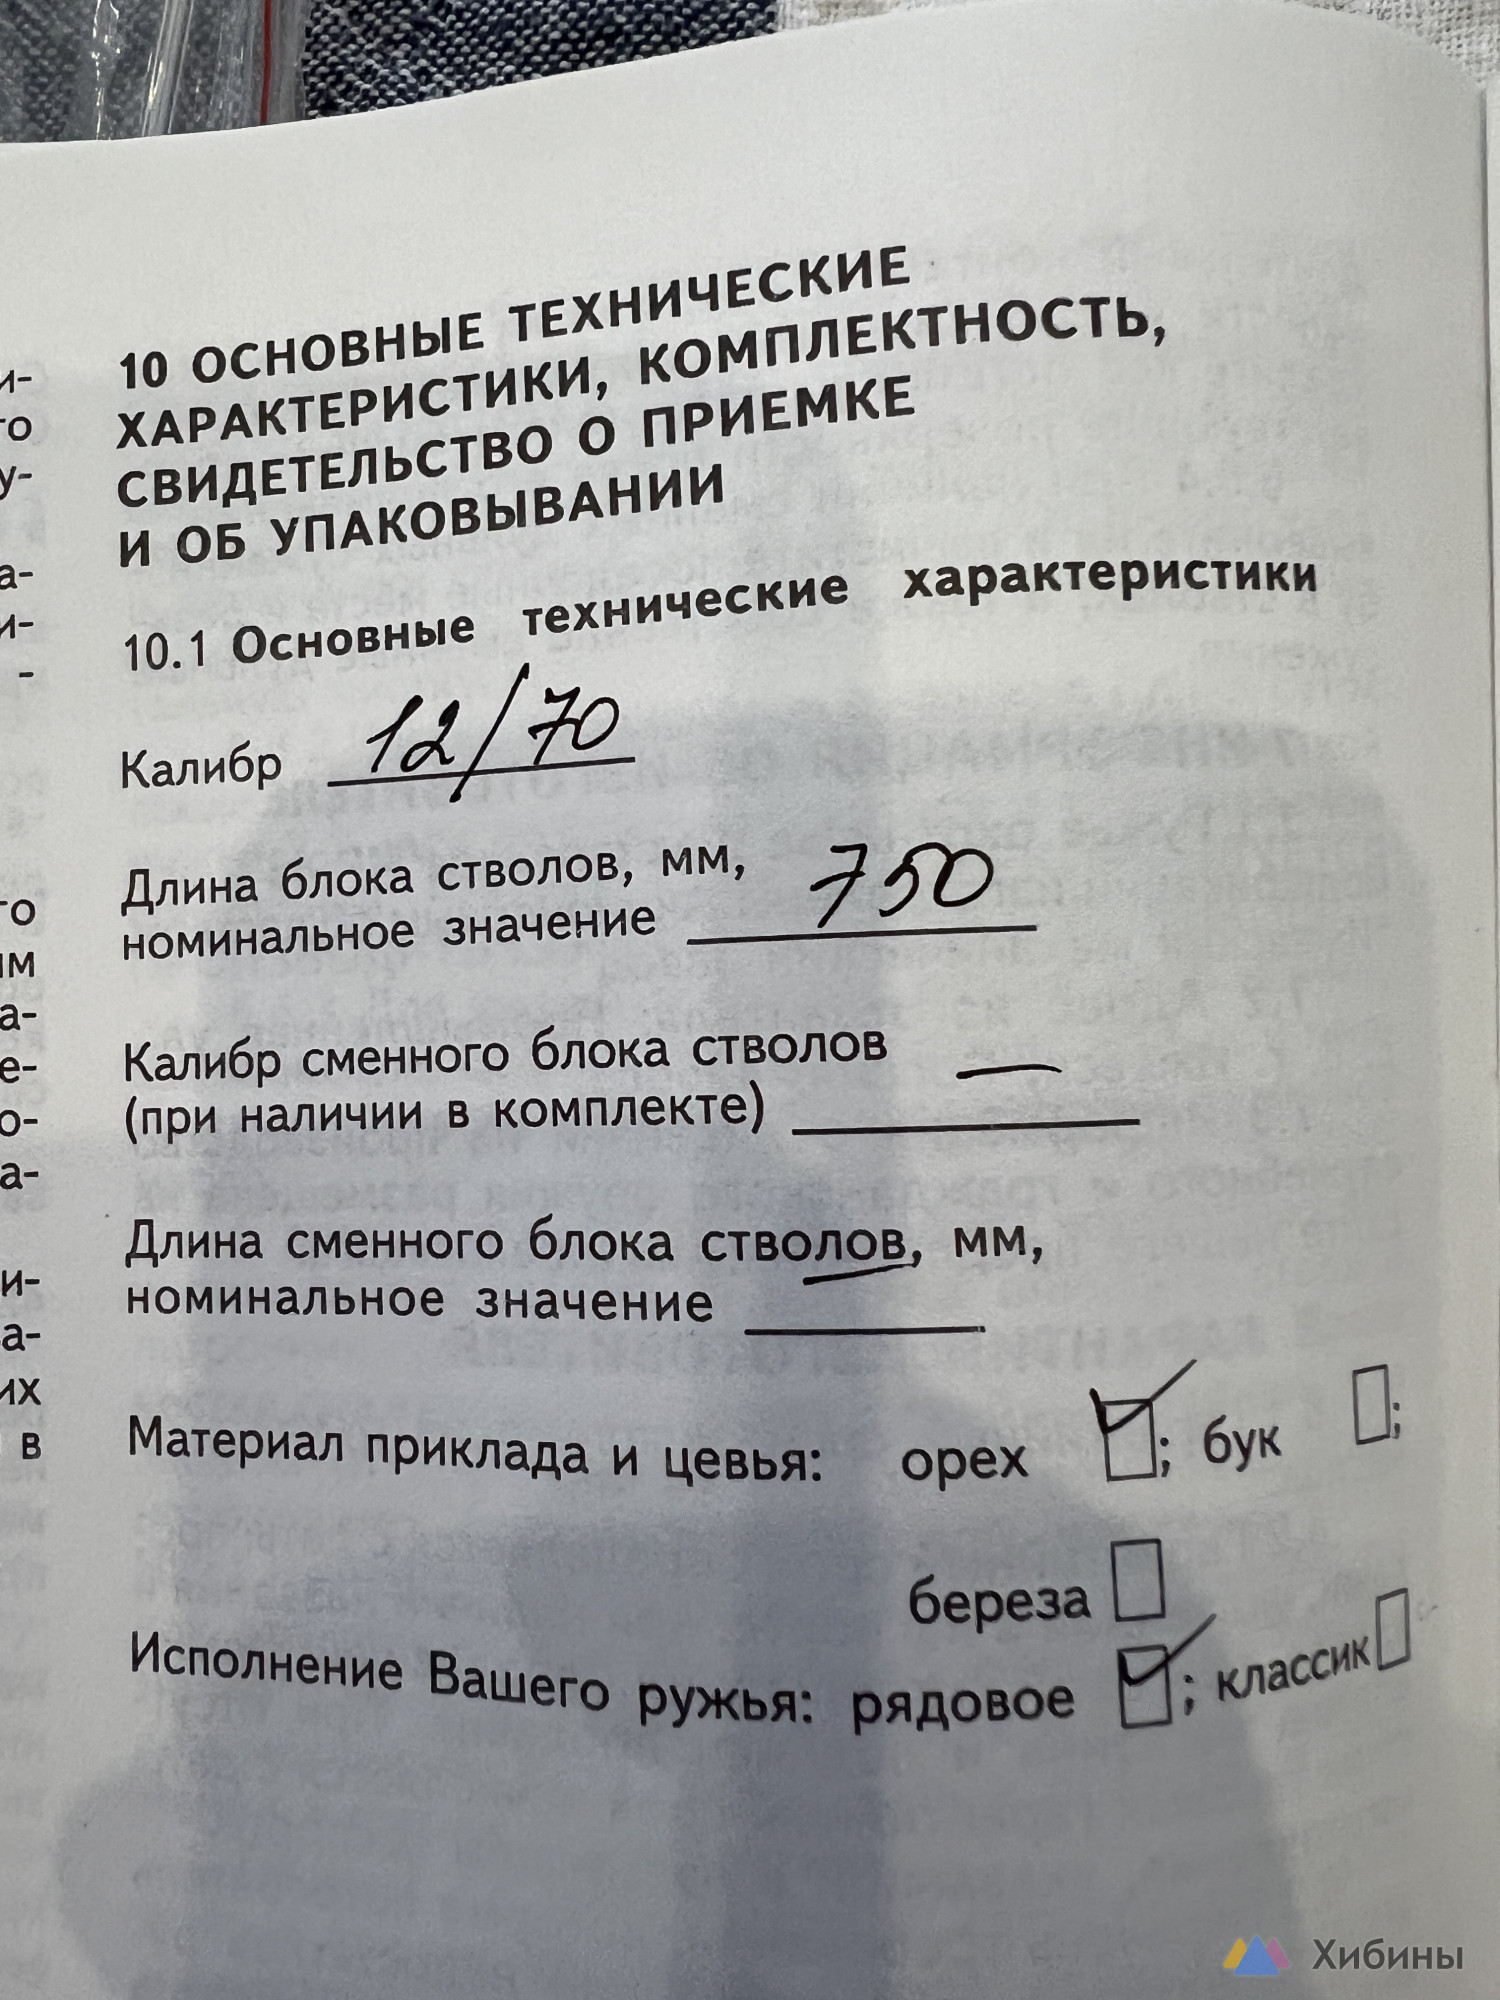 10 ОСНОВНЫЕ ТЕХНИЧЕСКИЕ
ХАРАКТЕРИСТИКИ, КОМПЛЕКТНОСТЬ,
СВИДЕТЕЛЬСТВО О ПРИЕМКЕ
И ОБ УПАКОВЫВАНИИ
10.1 Основные технические характеристики
Калибр 12/70
Длина блока стволов, мм,
номинальное значение 750
Калибр сменного блока стволов —
(при наличии в комплекте)
Длина сменного блока стволов, мм,
номинальное значение —
Материал приклада и цевья: орех ☑; бук ☐;
береза ☐
Исполнение Вашего ружья: рядовое ☑; классик ☐
Хибины